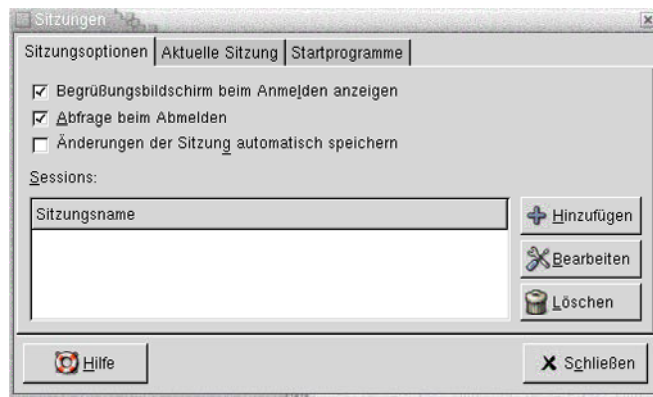 Sitzungen
Sitzungsoptionen Aktuelle Sitzung Startprogramme
Begrüßungsbildschirm beim Anmelden anzeigen
Abfrage beim Abmelden
Änderungen der Sitzung automatisch speichern
Sessions:
Sitzungsname
Hinzufügen
Bearbeiten
Löschen
Hilfe
Schließen